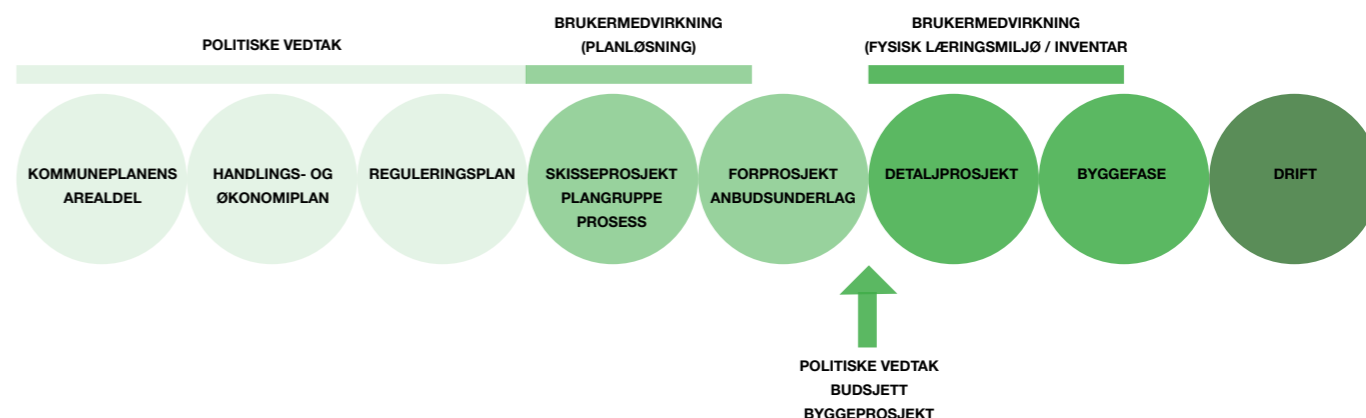 POLITISKE VEDTAK
BRUKERMEDVIRKNING
(PLANLØSNING)
BRUKERMEDVIRKNING
(FYSISK LÆRINGSMILJØ / INVENTAR
KOMMUNEPLANENS
AREALDEL
HANDLINGS- OG
ØKONOMIPLAN
REGULERINGSPLAN
SKISSEPROSJEKT
PLANGRUPPE
PROSESS
FORPROSJEKT
ANBUDSUNDERLAG
DETALJPROSJEKT
BYGGEFASE
DRIFT
POLITISKE VEDTAK
BUDSJETT
BYGGEPROSJEKT